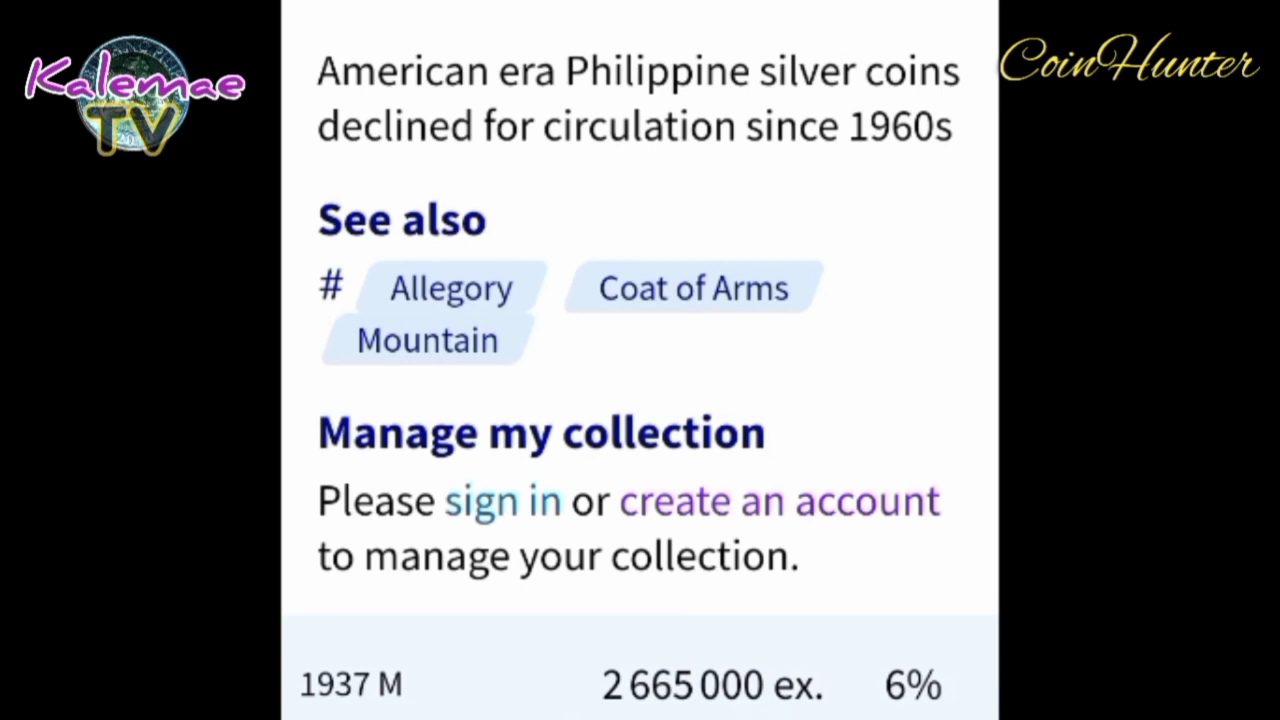 Kalemae
TV
CoinHunter
American era Philippine silver coins
declined for circulation since 1960s
See also
# Allegory Coat of Arms
Mountain
Manage my collection
Please sign in or create an account
to manage your collection.
1937 M 2 665 000 ex. 6%